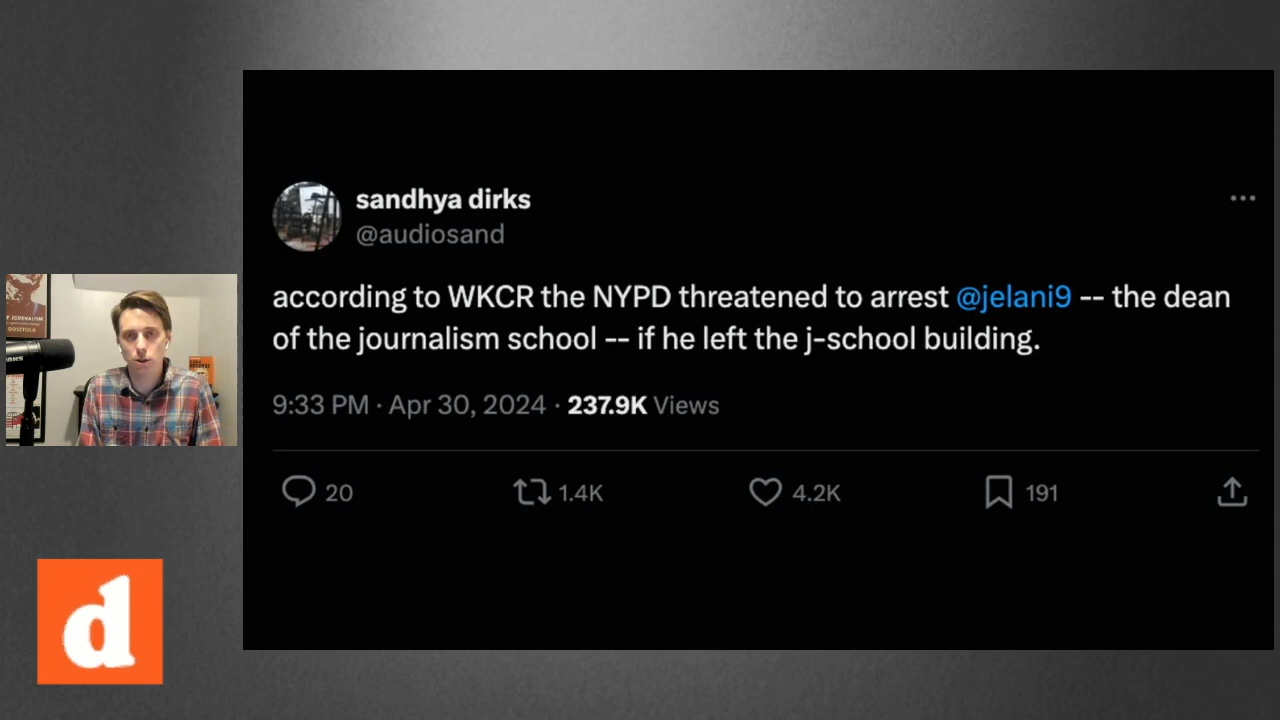 sandhya dirks
@audiosand
according to WKCR the NYPD threatened to arrest @jelani9 -- the dean
of the journalism school -- if he left the j-school building.
9:33 PM · Apr 30, 2024 · 237.9K Views
20 1.4K 4.2K 191
JOURNALISM
GOSZTOLA
d